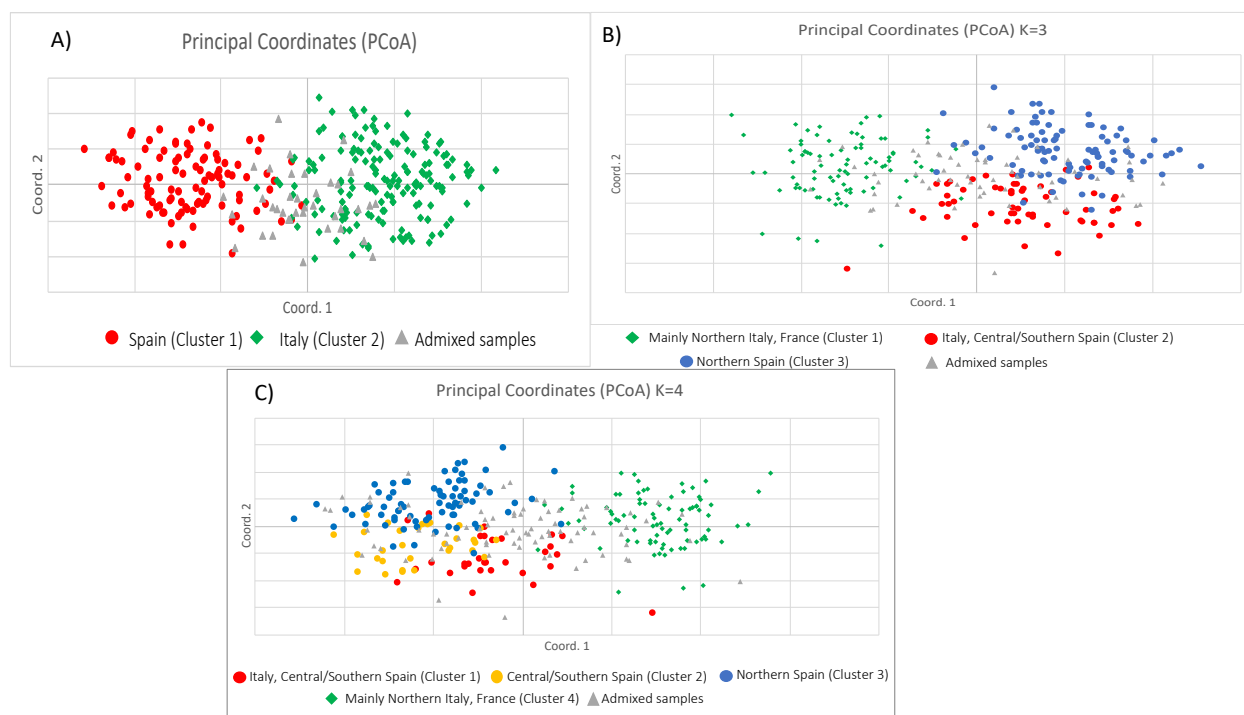 A)
Principal Coordinates (PCoA)
Coord. 2
Coord. 1
Spain (Cluster 1) Italy (Cluster 2) Admixed samples
B)
Principal Coordinates (PCoA) K=3
Coord. 2
Coord. 1
Mainly Northern Italy, France (Cluster 1) Italy, Central/Southern Spain (Cluster 2)
Northern Spain (Cluster 3) Admixed samples
C)
Principal Coordinates (PCoA) K=4
Coord. 2
Coord. 1
Italy, Central/Southern Spain (Cluster 1) Central/Southern Spain (Cluster 2) Northern Spain (Cluster 3)
Mainly Northern Italy, France (Cluster 4) Admixed samples